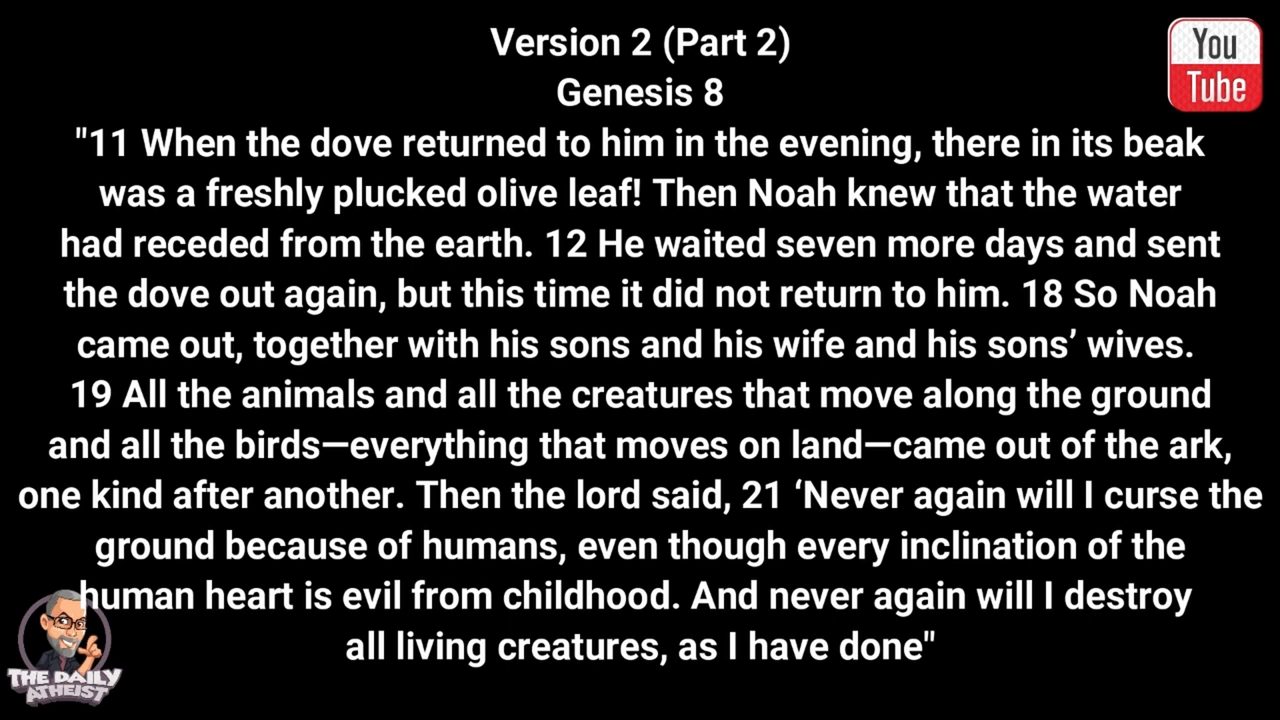 Version 2 (Part 2)
You
Tube
Genesis 8
"11 When the dove returned to him in the evening, there in its beak
was a freshly plucked olive leaf! Then Noah knew that the water
had receded from the earth. 12 He waited seven more days and sent
the dove out again, but this time it did not return to him. 18 So Noah
came out, together with his sons and his wife and his sons’ wives.
19 All the animals and all the creatures that move along the ground
and all the birds—everything that moves on land—came out of the ark,
one kind after another. Then the lord said, 21 ‘Never again will I curse the
ground because of humans, even though every inclination of the
human heart is evil from childhood. And never again will I destroy
all living creatures, as I have done"
THE DAILY
ATHEIST